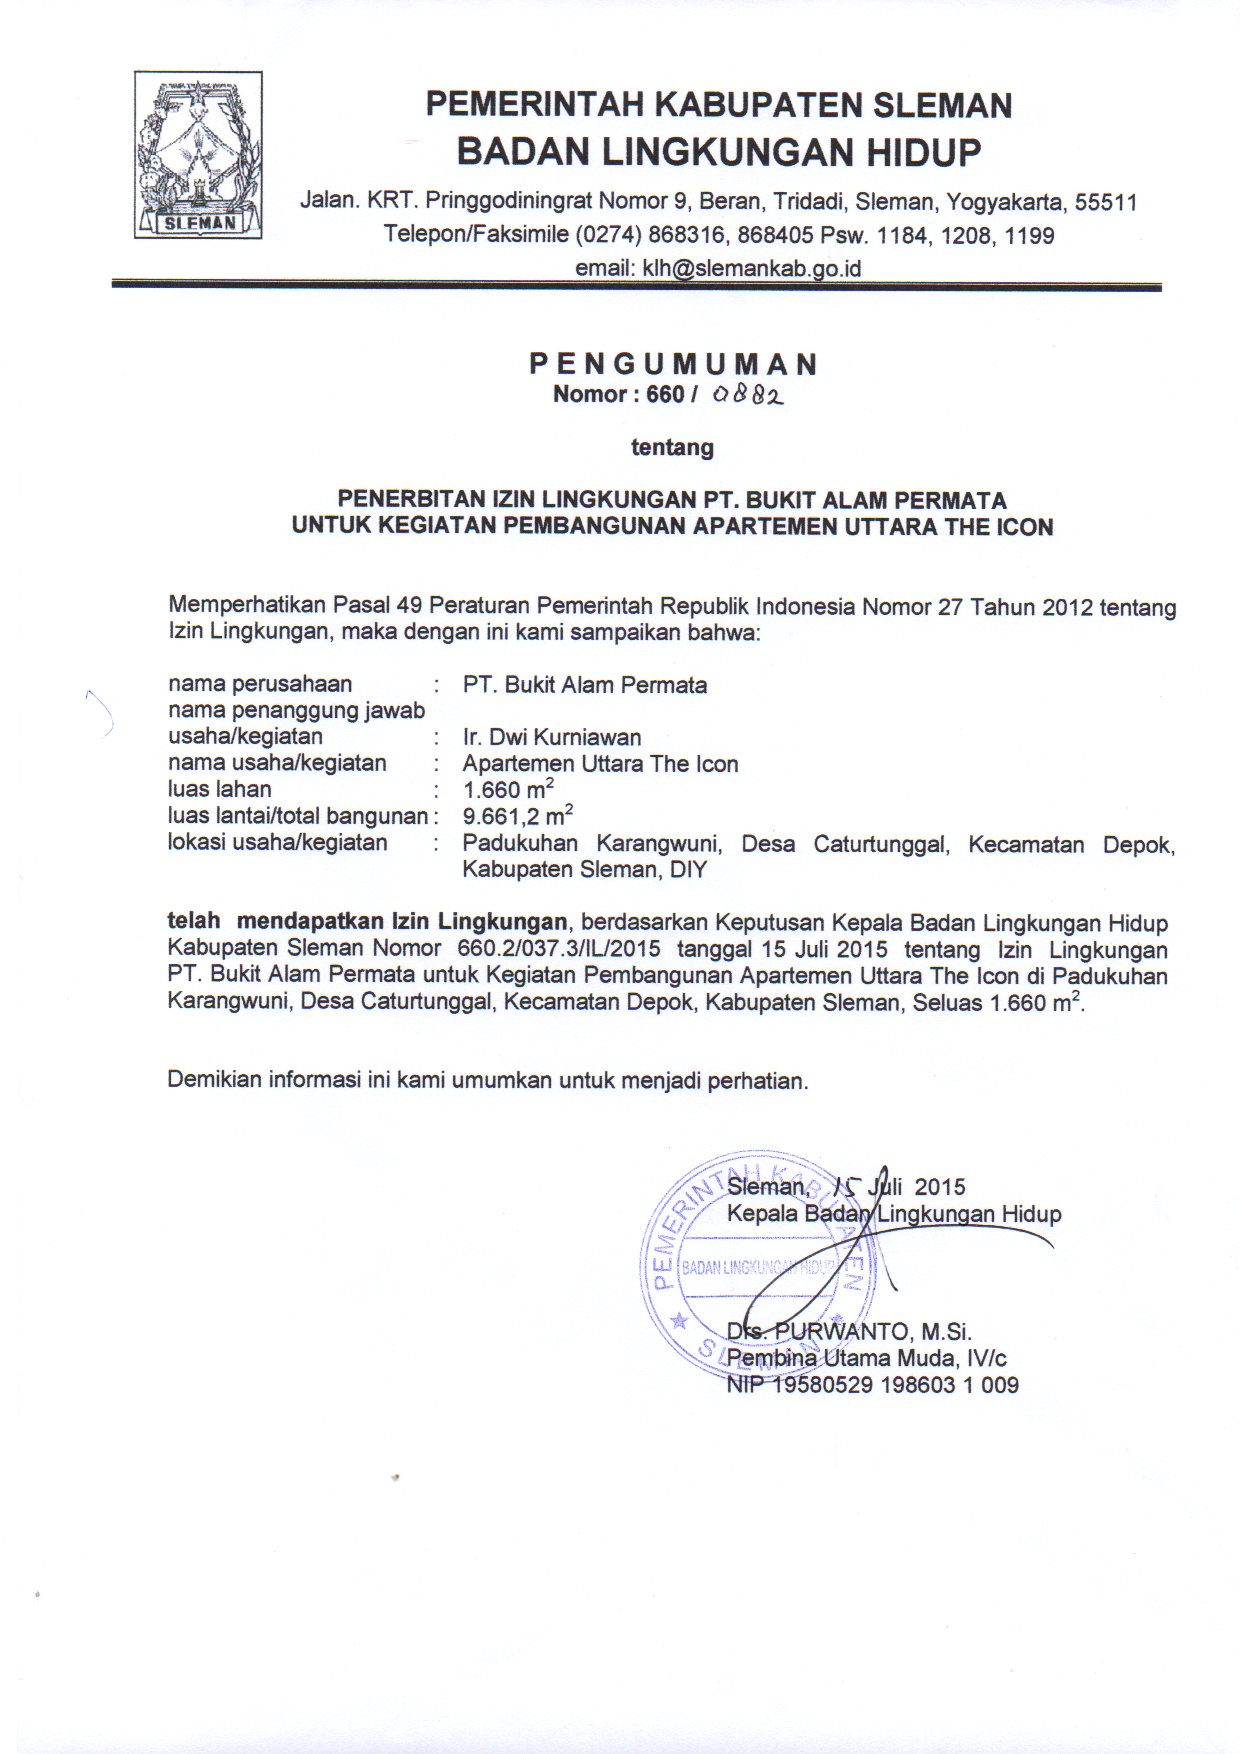 SLEMAN
PEMERINTAH KABUPATEN SLEMAN
BADAN LINGKUNGAN HIDUP
Jalan. KRT. Pringgodiningrat Nomor 9, Beran, Tridadi, Sleman, Yogyakarta, 55511
Telepon/Faksimile (0274) 868316, 868405 Psw. 1184, 1208, 1199
email: klh@slemankab.go.id
P E N G U M U M A N
Nomor : 660 / 0882
tentang
PENERBITAN IZIN LINGKUNGAN PT. BUKIT ALAM PERMATA
UNTUK KEGIATAN PEMBANGUNAN APARTEMEN UTTARA THE ICON
Memperhatikan Pasal 49 Peraturan Pemerintah Republik Indonesia Nomor 27 Tahun 2012 tentang
Izin Lingkungan, maka dengan ini kami sampaikan bahwa:
nama perusahaan : PT. Bukit Alam Permata
nama penanggung jawab
usaha/kegiatan : Ir. Dwi Kurniawan
nama usaha/kegiatan : Apartemen Uttara The Icon
luas lahan : 1.660 m²
luas lantai/total bangunan : 9.661,2 m²
lokasi usaha/kegiatan : Padukuhan Karangwuni, Desa Caturtunggal, Kecamatan Depok,
Kabupaten Sleman, DIY
telah mendapatkan Izin Lingkungan, berdasarkan Keputusan Kepala Badan Lingkungan Hidup
Kabupaten Sleman Nomor 660.2/037.3/IL/2015 tanggal 15 Juli 2015 tentang Izin Lingkungan
PT. Bukit Alam Permata untuk Kegiatan Pembangunan Apartemen Uttara The Icon di Padukuhan
Karangwuni, Desa Caturtunggal, Kecamatan Depok, Kabupaten Sleman, Seluas 1.660 m².
Demikian informasi ini kami umumkan untuk menjadi perhatian.
Sleman, 15 Juli 2015
Kepala Badan Lingkungan Hidup
PEMERINTAH KABUPATEN
BADAN LINGKUNGAN HIDUP
SLEMAN
Drs. PURWANTO, M.Si.
Pembina Utama Muda, IV/c
NIP 19580529 198603 1 009